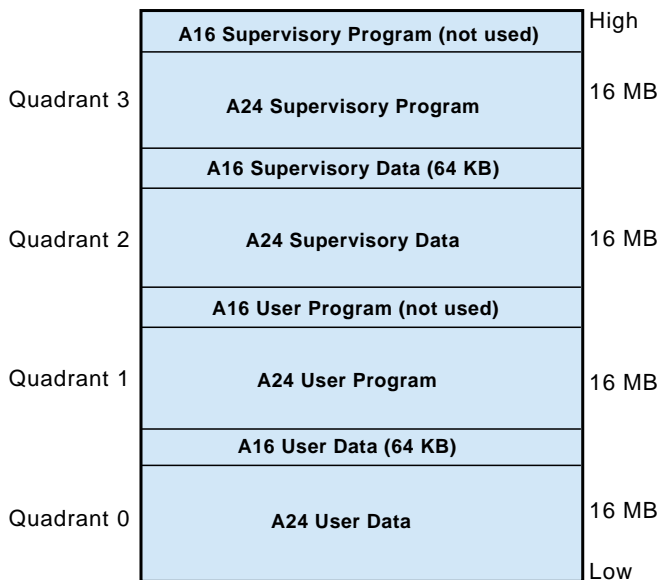 High
A16 Supervisory Program (not used)
Quadrant 3
A24 Supervisory Program
16 MB
A16 Supervisory Data (64 KB)
Quadrant 2
A24 Supervisory Data
16 MB
A16 User Program (not used)
Quadrant 1
A24 User Program
16 MB
A16 User Data (64 KB)
Quadrant 0
A24 User Data
16 MB
Low